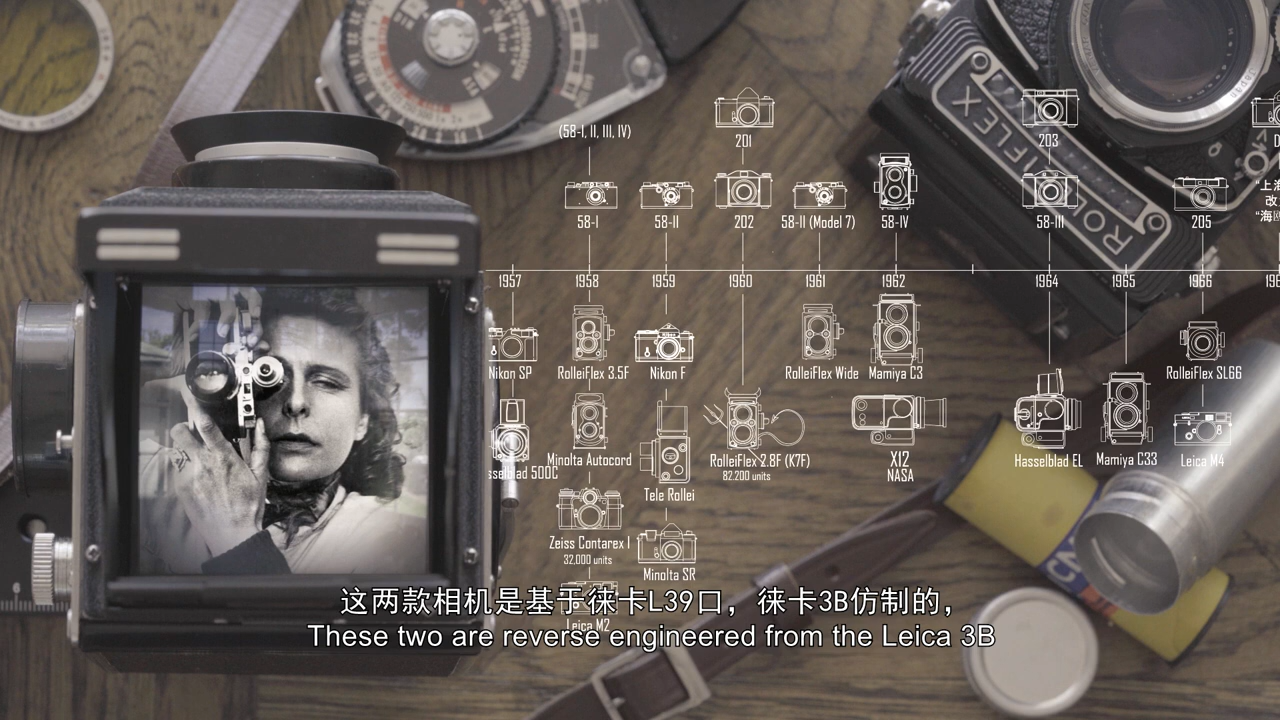 201
(58-I, II, III, IV)
203
58-I
58-II
202
58-II (Model 7)
58-IV
58-III
205
1957
1958
1959
1960
1961
1962
1964
1965
1966
Nikon SP
RolleiFlex 3.5F
Nikon F
RolleiFlex Wide
Mamiya C3
RolleiFlex SL66
sselblad 500C
Minolta Autocord
RolleiFlex 2.8F (K7F)
82.200 units
X12
NASA
Hasselblad EL
Mamiya C33
Leica M4
Tele Rollei
Zeiss Contarex I
32,000 units
Minolta SR
Leica M2
ROLLEIFLEX
这两款相机是基于徕卡L39口，徕卡3B仿制的，
These two are reverse engineered from the Leica 3B